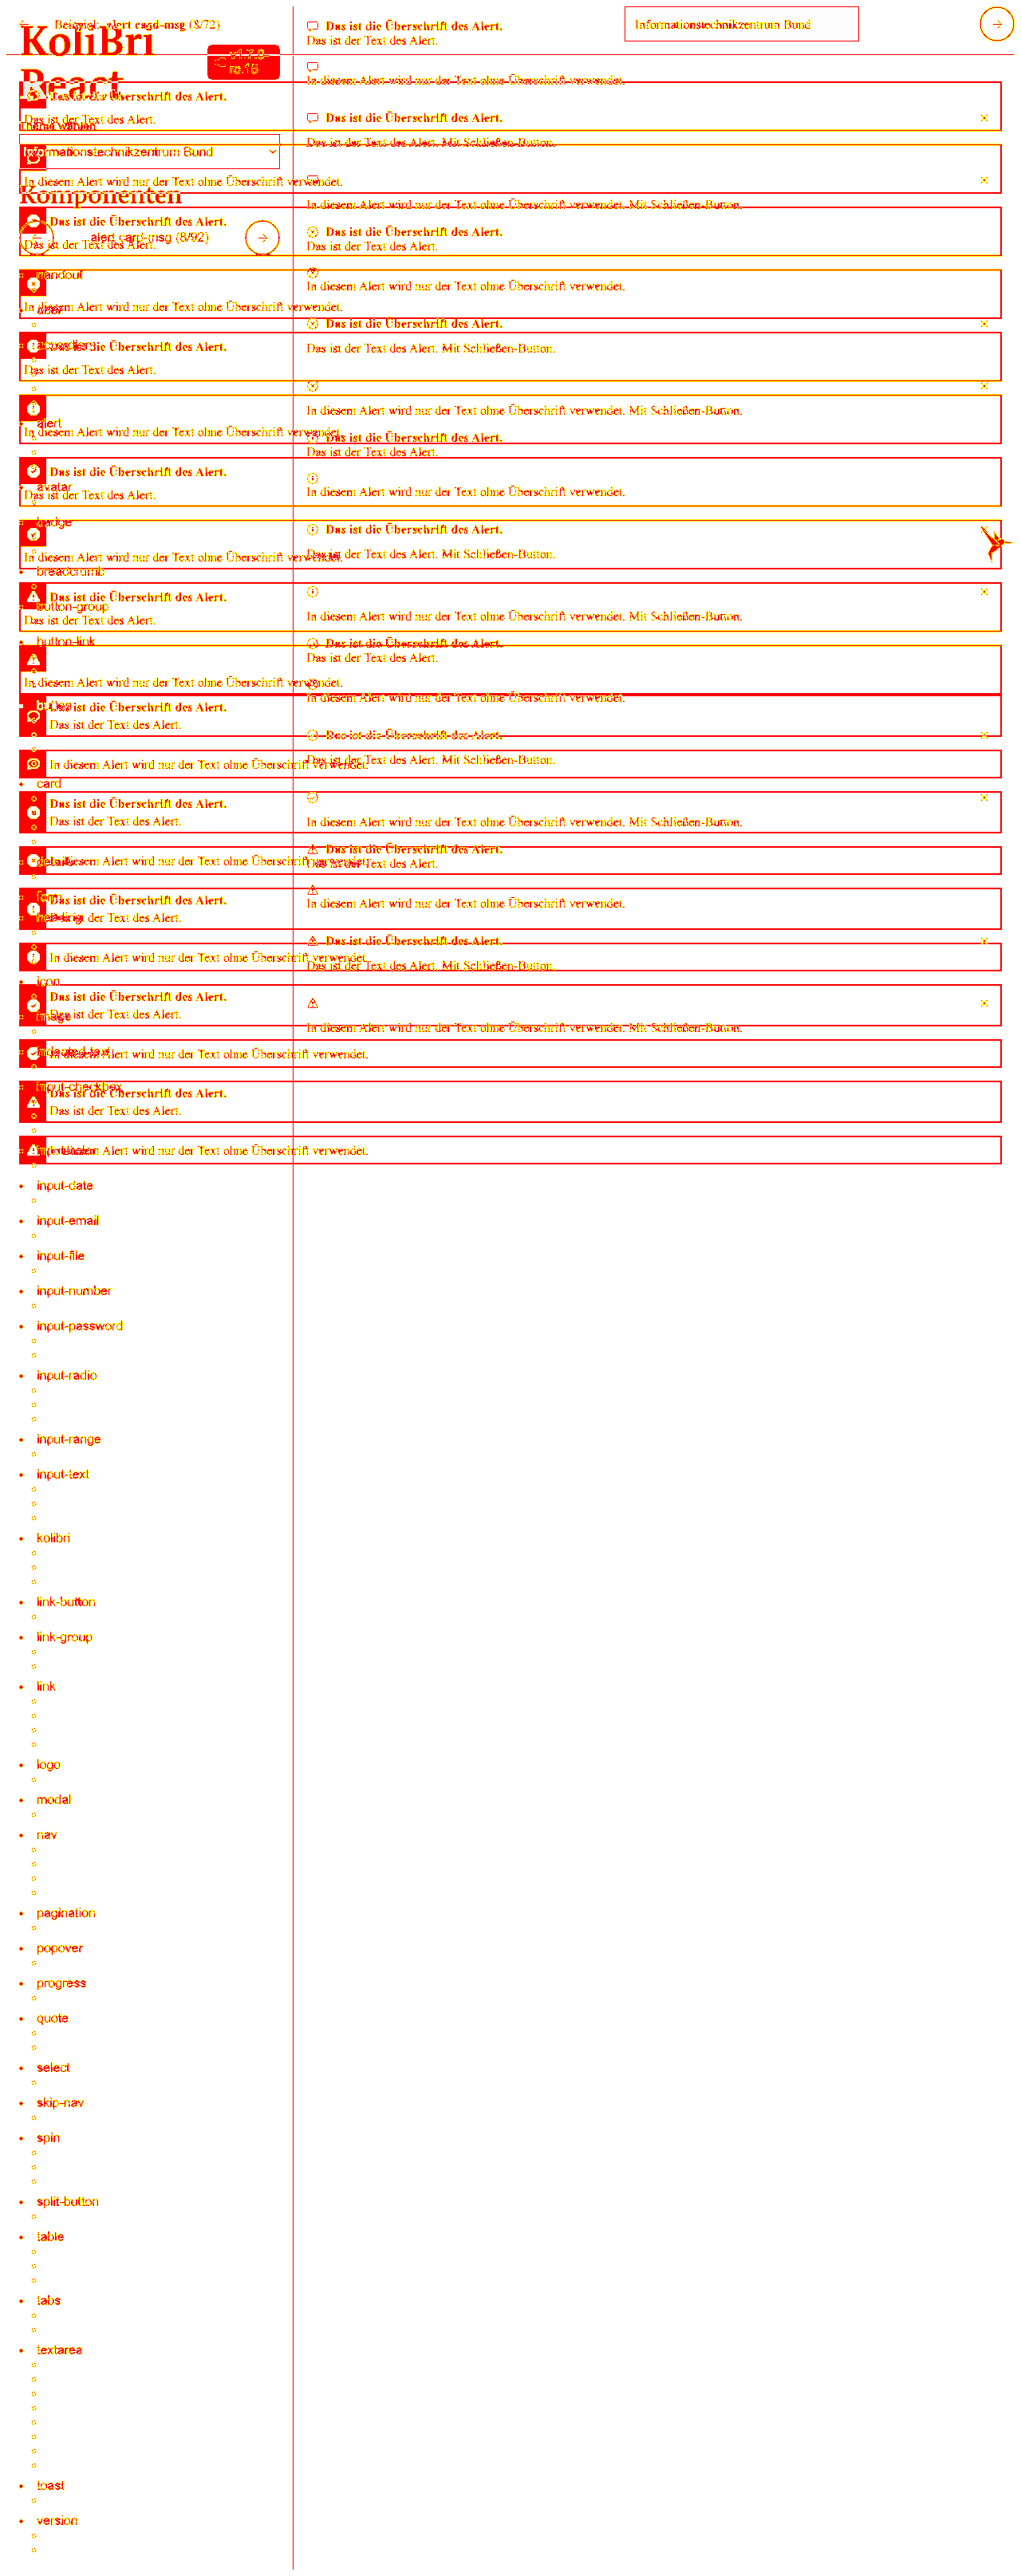 Beispiel: alert card-msg (8/72)
Informationstechnikzentrum Bund
KoliBri
React
v1.7.0-
rc.15
Thema wählen
Informationstechnikzentrum Bund
Komponenten
alert card-msg (8/92)
handout
alert
avatar
badge
breadcrumb
button-group
button-link
button
card
details
form
heading
icon
image
indented-text
input-checkbox
input-date
input-email
input-file
input-number
input-password
input-radio
input-range
input-text
kolibri
link-button
link-group
link
logo
modal
nav
pagination
popover
progress
quote
select
skip-nav
spin
split-button
table
tabs
textarea
toast
version
Das ist die Überschrift des Alert.
Das ist der Text des Alert.
In diesem Alert wird nur der Text ohne Überschrift verwendet.
Das ist die Überschrift des Alert.
Das ist der Text des Alert.
In diesem Alert wird nur der Text ohne Überschrift verwendet.
Das ist die Überschrift des Alert.
Das ist der Text des Alert.
In diesem Alert wird nur der Text ohne Überschrift verwendet.
Das ist die Überschrift des Alert.
Das ist der Text des Alert.
In diesem Alert wird nur der Text ohne Überschrift verwendet.
Das ist die Überschrift des Alert.
Das ist der Text des Alert.
In diesem Alert wird nur der Text ohne Überschrift verwendet.
Das ist die Überschrift des Alert.
Das ist der Text des Alert.
In diesem Alert wird nur der Text ohne Überschrift verwendet.
Das ist die Überschrift des Alert.
Das ist der Text des Alert.
In diesem Alert wird nur der Text ohne Überschrift verwendet.
Das ist die Überschrift des Alert.
Das ist der Text des Alert.
In diesem Alert wird nur der Text ohne Überschrift verwendet.
Das ist die Überschrift des Alert.
Das ist der Text des Alert.
In diesem Alert wird nur der Text ohne Überschrift verwendet.
Das ist die Überschrift des Alert.
Das ist der Text des Alert.
In diesem Alert wird nur der Text ohne Überschrift verwendet.
Das ist die Überschrift des Alert.
Das ist der Text des Alert.
In diesem Alert wird nur der Text ohne Überschrift verwendet.
Das ist die Überschrift des Alert.
Das ist der Text des Alert. Mit Schließen-Button.
In diesem Alert wird nur der Text ohne Überschrift verwendet. Mit Schließen-Button.
Das ist die Überschrift des Alert.
Das ist der Text des Alert.
In diesem Alert wird nur der Text ohne Überschrift verwendet.
Das ist die Überschrift des Alert.
Das ist der Text des Alert. Mit Schließen-Button.
In diesem Alert wird nur der Text ohne Überschrift verwendet. Mit Schließen-Button.
Das ist die Überschrift des Alert.
Das ist der Text des Alert.
In diesem Alert wird nur der Text ohne Überschrift verwendet.
Das ist die Überschrift des Alert.
Das ist der Text des Alert. Mit Schließen-Button.
In diesem Alert wird nur der Text ohne Überschrift verwendet. Mit Schließen-Button.
Das ist die Überschrift des Alert.
Das ist der Text des Alert.
In diesem Alert wird nur der Text ohne Überschrift verwendet.
Das ist die Überschrift des Alert.
Das ist der Text des Alert. Mit Schließen-Button.
In diesem Alert wird nur der Text ohne Überschrift verwendet. Mit Schließen-Button.
Das ist die Überschrift des Alert.
Das ist der Text des Alert.
In diesem Alert wird nur der Text ohne Überschrift verwendet.
Das ist die Überschrift des Alert.
Das ist der Text des Alert. Mit Schließen-Button.
In diesem Alert wird nur der Text ohne Überschrift verwendet. Mit Schließen-Button.